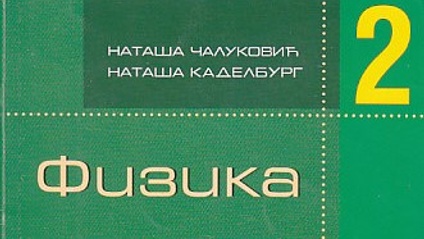 НАТАША ЧАЛУКОВИЋ
НАТАША КАДЕЛБУРГ
2
Физика